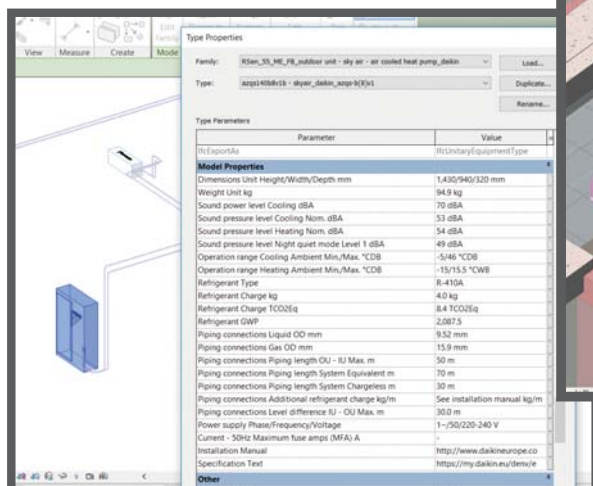 Type Properties
View Measure Create Mode
Edit Family
Family: RSen_55_ME_FB_outdoor unit - sky air - air cooled heat pump_daikin Load...
Type: azqs140b8v1b - skyair_daikin_azqs-b(8)v1 Duplicate...
Rename...
Type Parameters
Parameter Value
IfcExportAs IfcUnitaryEquipmentType
Model Properties
Dimensions Unit Height/Width/Depth mm 1,430/940/320 mm
Weight Unit kg 94.9 kg
Sound power level Cooling dBA 70 dBA
Sound pressure level Cooling Nom. dBA 53 dBA
Sound pressure level Heating Nom. dBA 54 dBA
Sound pressure level Night quiet mode Level 1 dBA 49 dBA
Operation range Cooling Ambient Min./Max. °CDB -5/46 °CDB
Operation range Heating Ambient Min./Max. °CDB -15/15.5 °CWB
Refrigerant Type R-410A
Refrigerant Charge kg 4.0 kg
Refrigerant Charge TCO2Eq 8.4 TCO2Eq
Refrigerant GWP 2,087.5
Piping connections Liquid OD mm 9.52 mm
Piping connections Gas OD mm 15.9 mm
Piping connections Piping length OU - IU Max. m 50 m
Piping connections Piping length System Equivalent m 70 m
Piping connections Piping length System Chargeless m 30 m
Piping connections Additional refrigerant charge kg/m See installation manual kg/m
Piping connections Level difference IU - OU Max. m 30.0 m
Power supply Phase/Frequency/Voltage 1~/50/220-240 V
Current - 50Hz Maximum fuse amps (MFA) A -
Installation Manual http://www.daikineurope.co
Specification Text https://my.daikin.eu/denv/e
Other